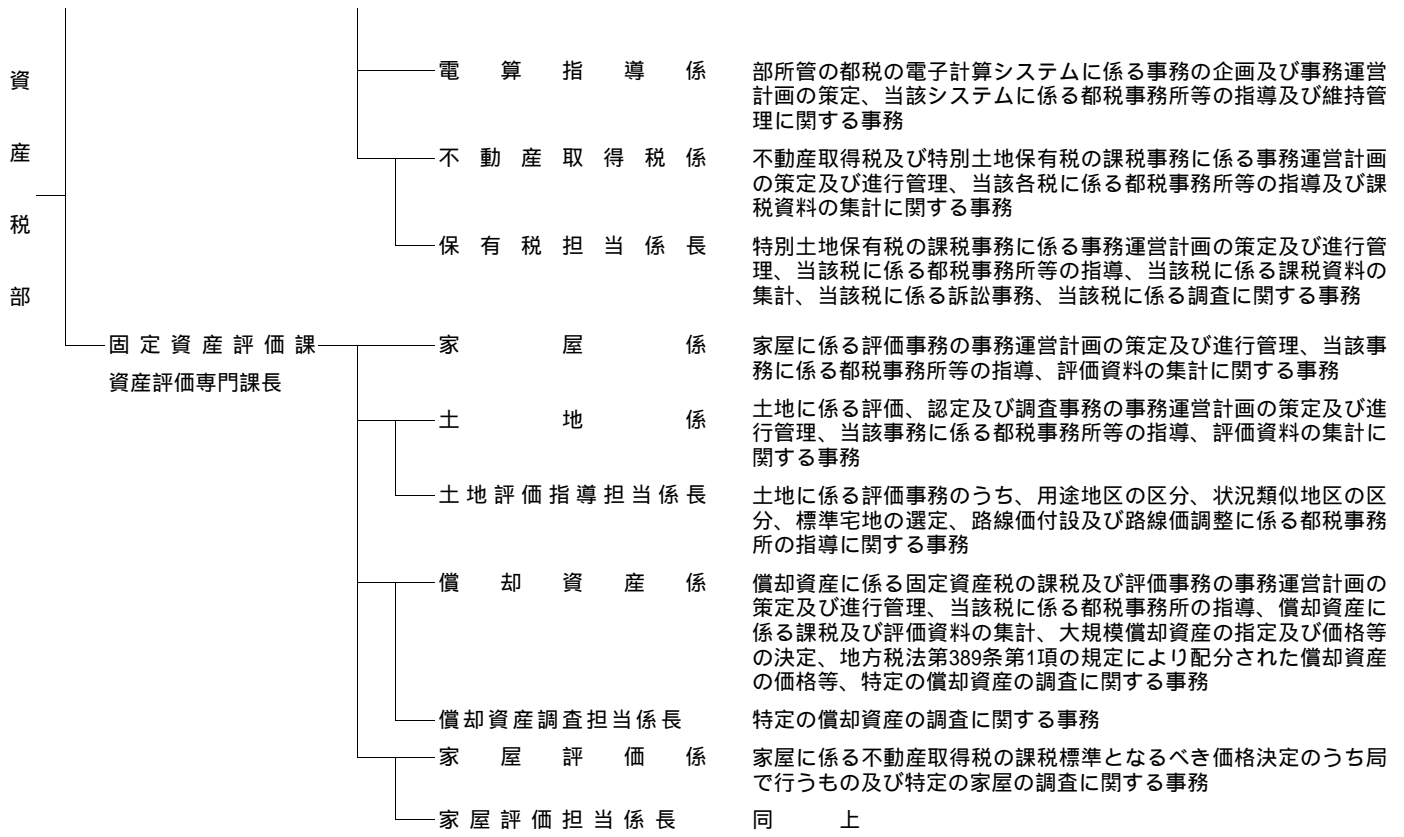 資産税部
電算指導係
部所管の都税の電子計算システムに係る事務の企画及び事務運営
計画の策定、当該システムに係る都税事務所等の指導及び維持管
理に関する事務
不動産取得税係
不動産取得税及び特別土地保有税の課税事務に係る事務運営計画
の策定及び進行管理、当該各税に係る都税事務所等の指導及び課
税資料の集計に関する事務
保有税担当係長
特別土地保有税の課税事務に係る事務運営計画の策定及び進行管
理、当該税に係る都税事務所等の指導、当該税に係る課税資料の
集計、当該税に係る訴訟事務、当該税に係る調査に関する事務
固定資産評価課
資産評価専門課長
家屋係
家屋に係る評価事務の事務運営計画の策定及び進行管理、当該事
務に係る都税事務所等の指導、評価資料の集計に関する事務
土地係
土地に係る評価、認定及び調査事務の事務運営計画の策定及び進
行管理、当該事務に係る都税事務所等の指導、評価資料の集計に
関する事務
土地評価指導担当係長
土地に係る評価事務のうち、用途地区の区分、状況類似地区の区
分、標準宅地の選定、路線価付設及び路線価調整に係る都税事務
所の指導に関する事務
償却資産係
償却資産に係る固定資産税の課税及び評価事務の事務運営計画の
策定及び進行管理、当該税に係る都税事務所の指導、償却資産に
係る課税及び評価資料の集計、大規模償却資産の指定及び価格等
の決定、地方税法第389条第1項の規定により配分された償却資産
の価格等、特定の償却資産の調査に関する事務
償却資産調査担当係長
特定の償却資産の調査に関する事務
家屋評価係
家屋に係る不動産取得税の課税標準となるべき価格決定のうち局
で行うもの及び特定の家屋の調査に関する事務
家屋評価担当係長
同上